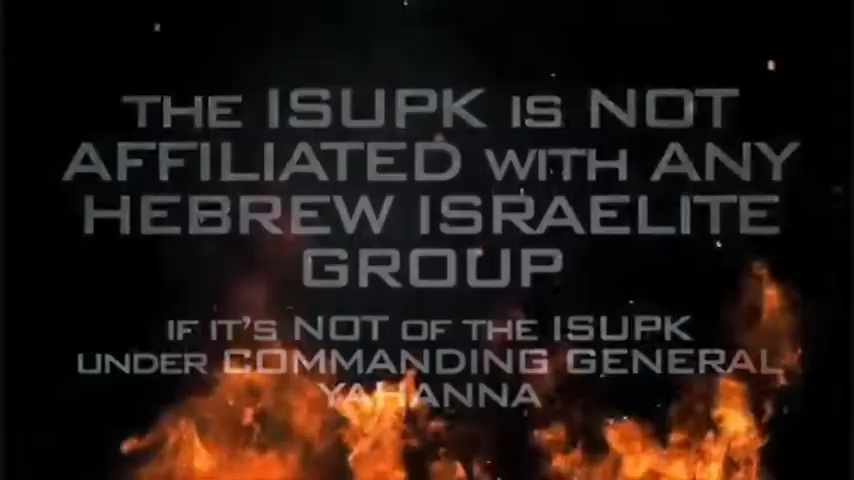 THE ISUPK IS NOT
AFFILIATED WITH ANY
HEBREW ISRAELITE
GROUP
IF IT'S NOT OF THE ISUPK
UNDER COMMANDING GENERAL
YAHANNA